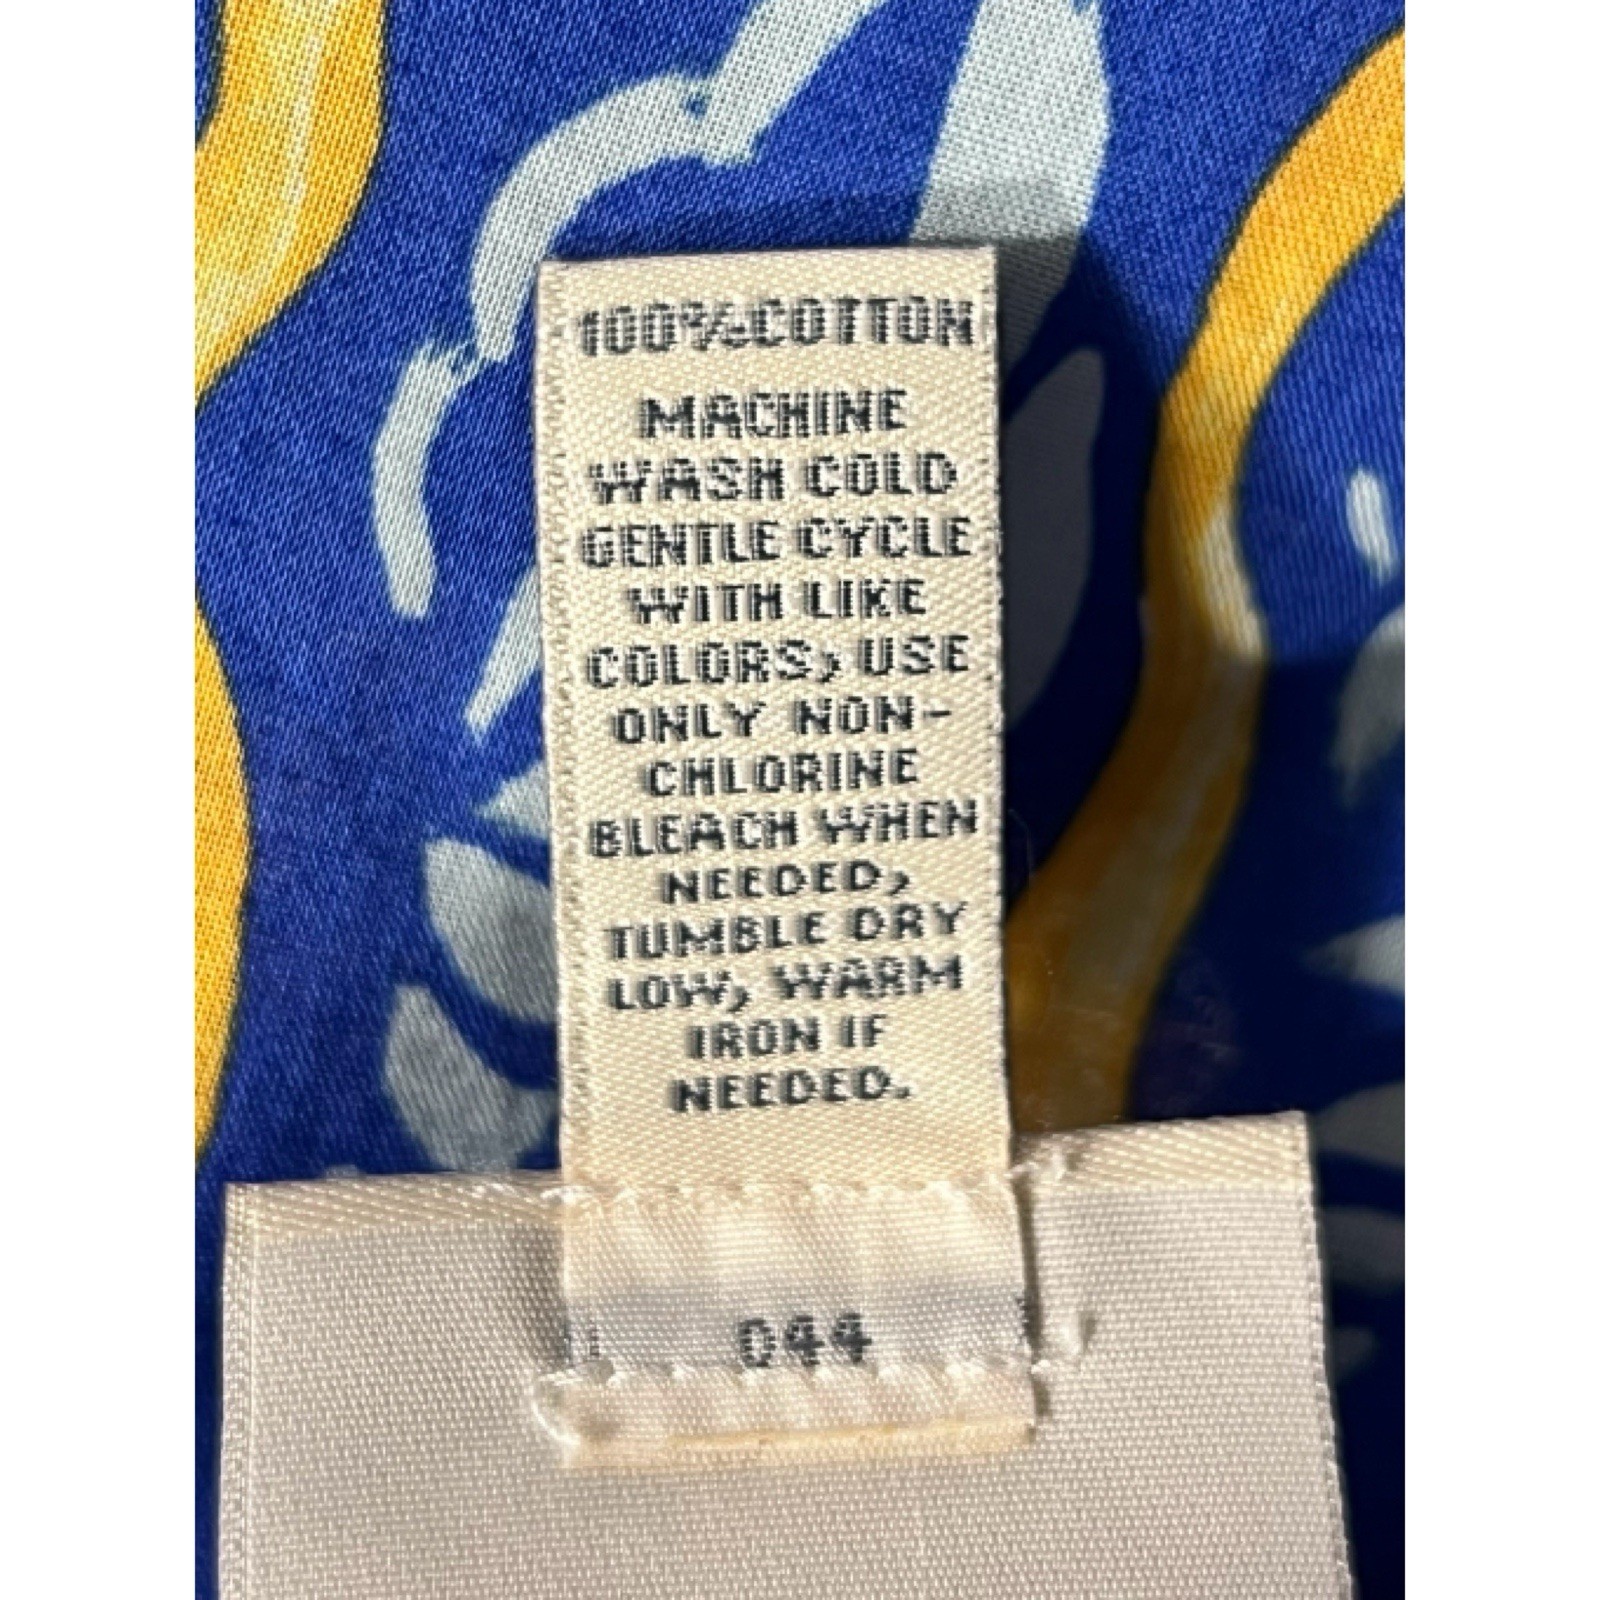 100%COTTON
MACHINE
WASH COLD
GENTLE CYCLE
WITH LIKE
COLORS, USE
ONLY NON-
CHLORINE
BLEACH WHEN
NEEDED,
TUMBLE DRY
LOW, WARM
IRON IF
NEEDED.
044